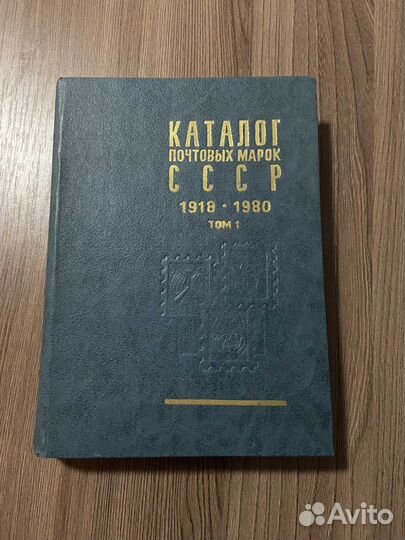 КАТАЛОГ
ПОЧТОВЫХ МАРОК
СССР
1918 • 1980
ТОМ 1
Avito